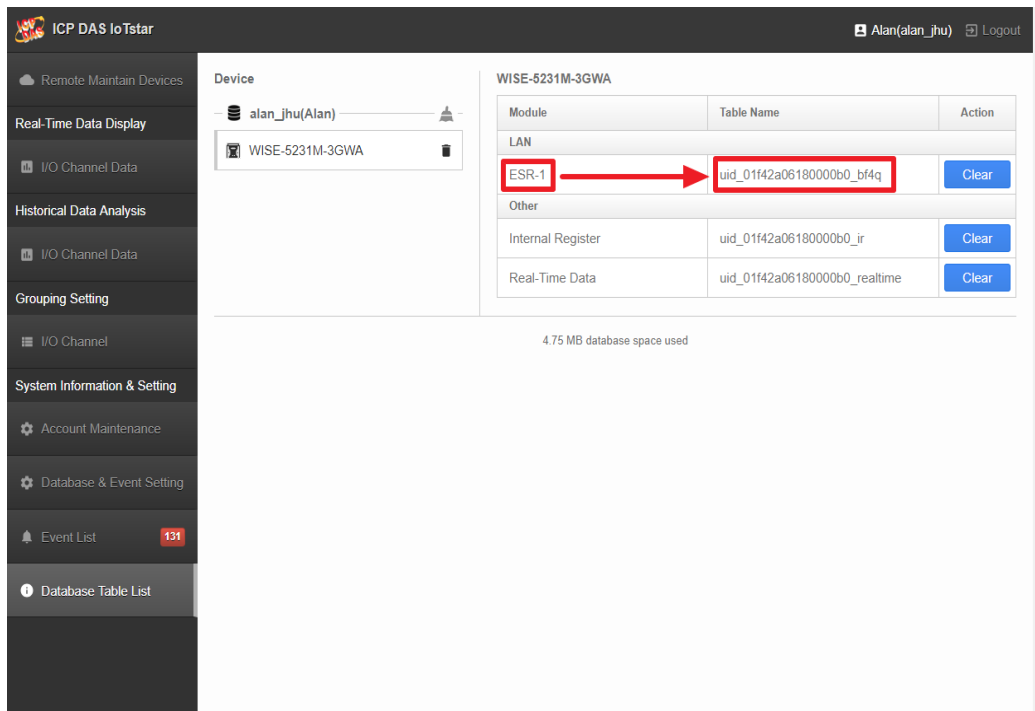 ICP DAS IoTstar
Alan(alan_jhu) Logout
Remote Maintain Devices
Real-Time Data Display
I/O Channel Data
Historical Data Analysis
I/O Channel Data
Grouping Setting
I/O Channel
System Information & Setting
Account Maintenance
Database & Event Setting
Event List 131
Database Table List
Device
alan_jhu(Alan)
WISE-5231M-3GWA
WISE-5231M-3GWA
Module Table Name Action
LAN
ESR-1 uid_01f42a06180000b0_bf4q Clear
Other
Internal Register uid_01f42a06180000b0_ir Clear
Real-Time Data uid_01f42a06180000b0_realtime Clear
4.75 MB database space used